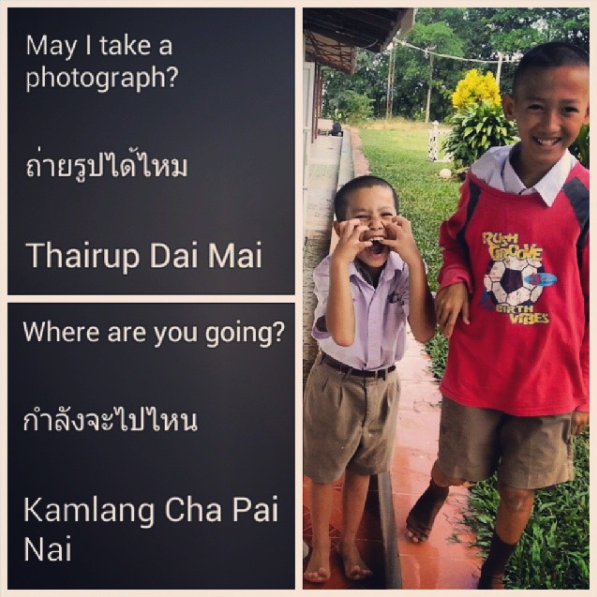 May I take a
photograph?
ถ่ายรูปได้ไหม
Thairup Dai Mai
Where are you going?
กำลังจะไปไหน
Kamlang Cha Pai
Nai
RUSH
GROOVE
EIRTH
VIBES